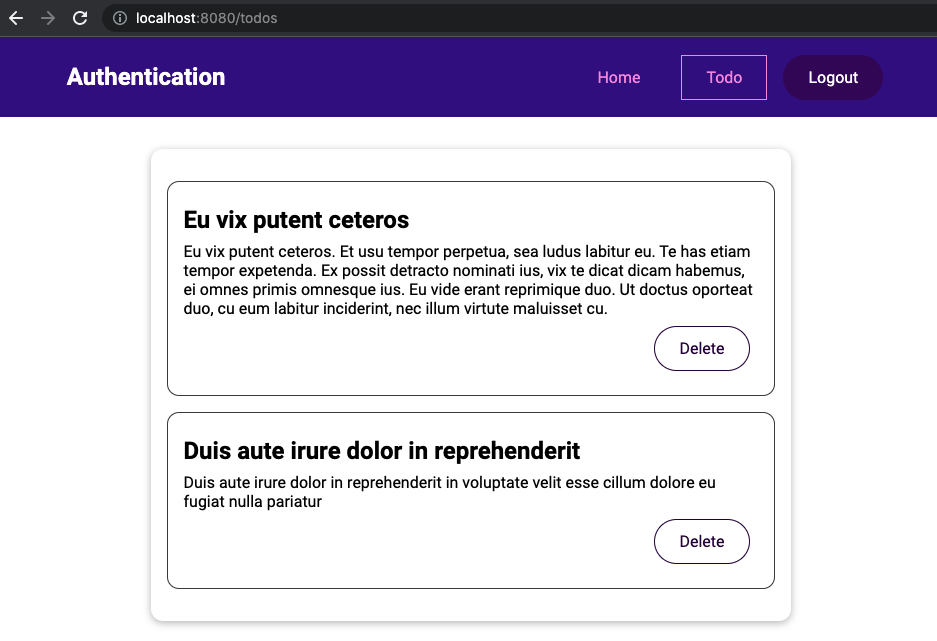 localhost:8080/todos
Authentication
Home
Todo
Logout
Eu vix putent ceteros
Eu vix putent ceteros. Et usu tempor perpetua, sea ludus labitur eu. Te has etiam
tempor expetenda. Ex possit detracto nominati ius, vix te dicat dicam habemus,
ei omnes primis omnesque ius. Eu vide erant reprimique duo. Ut doctus oporteat
duo, cu eum labitur inciderint, nec illum virtute maluisset cu.
Delete
Duis aute irure dolor in reprehenderit
Duis aute irure dolor in reprehenderit in voluptate velit esse cillum dolore eu
fugiat nulla pariatur
Delete